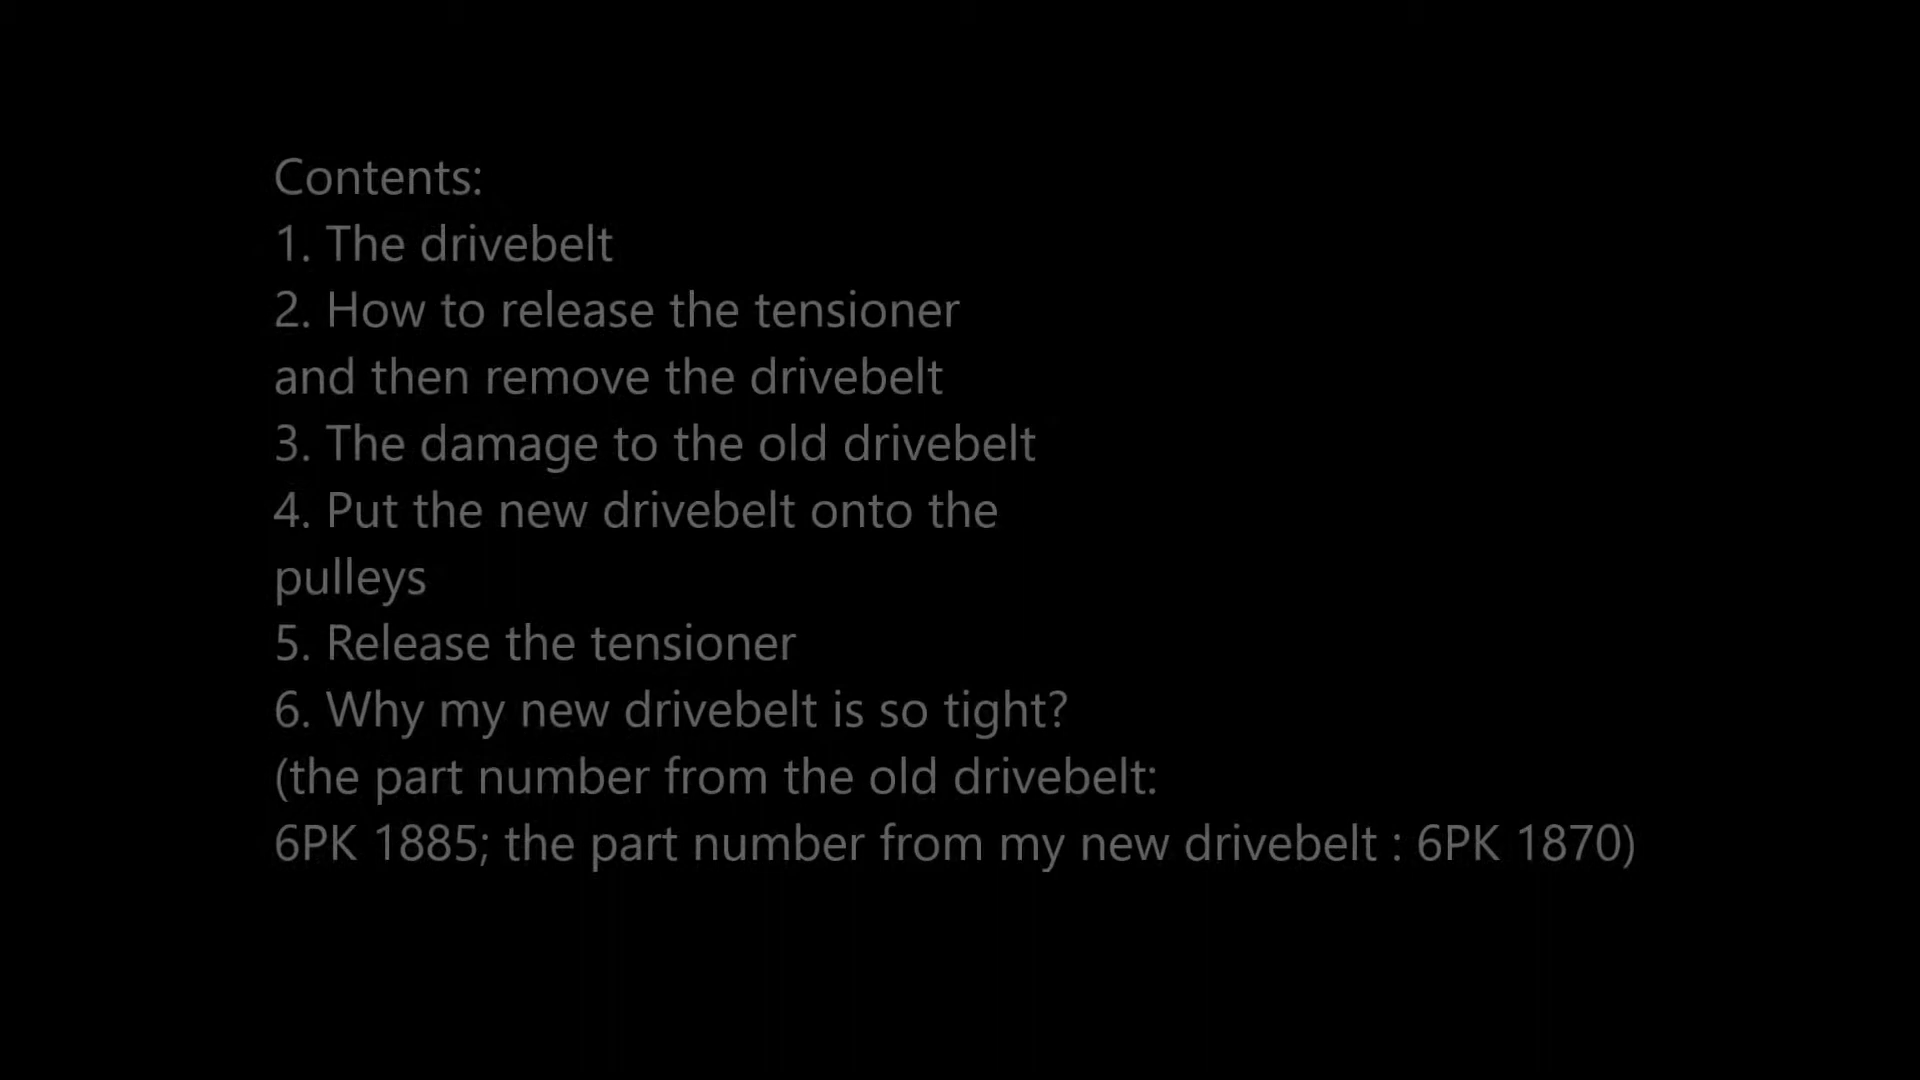 Contents:
1. The drivebelt
2. How to release the tensioner
and then remove the drivebelt
3. The damage to the old drivebelt
4. Put the new drivebelt onto the
pulleys
5. Release the tensioner
6. Why my new drivebelt is so tight?
(the part number from the old drivebelt:
6PK 1885; the part number from my new drivebelt : 6PK 1870)